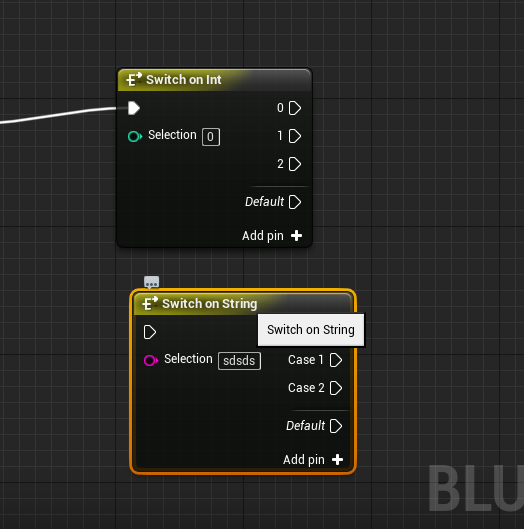 Switch on Int
0
Selection 0
1
2
Default
Add pin
Switch on String
Switch on String
Selection sdsds
Case 1
Case 2
Default
Add pin
BLU